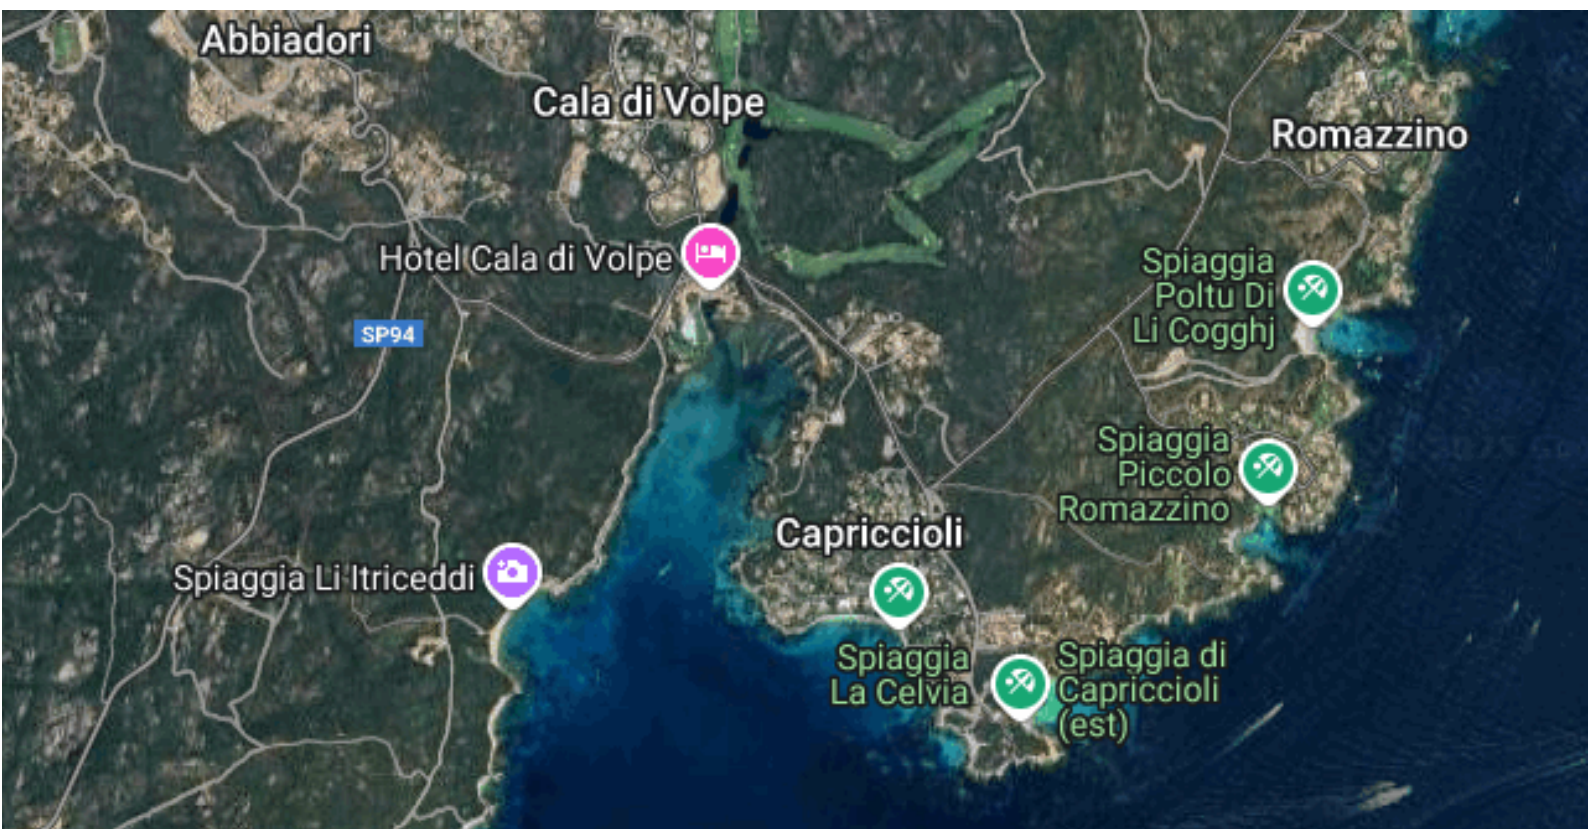 Abbiadori
Cala di Volpe
Romazzino
Hotel Cala di Volpe
Spiaggia
Poltu Di
Li Cogghj
SP94
Spiaggia
Piccolo
Romazzino
Capriccioli
Spiaggia Li Itriceddi
Spiaggia
La Celvia
Spiaggia di
Capriccioli
(est)